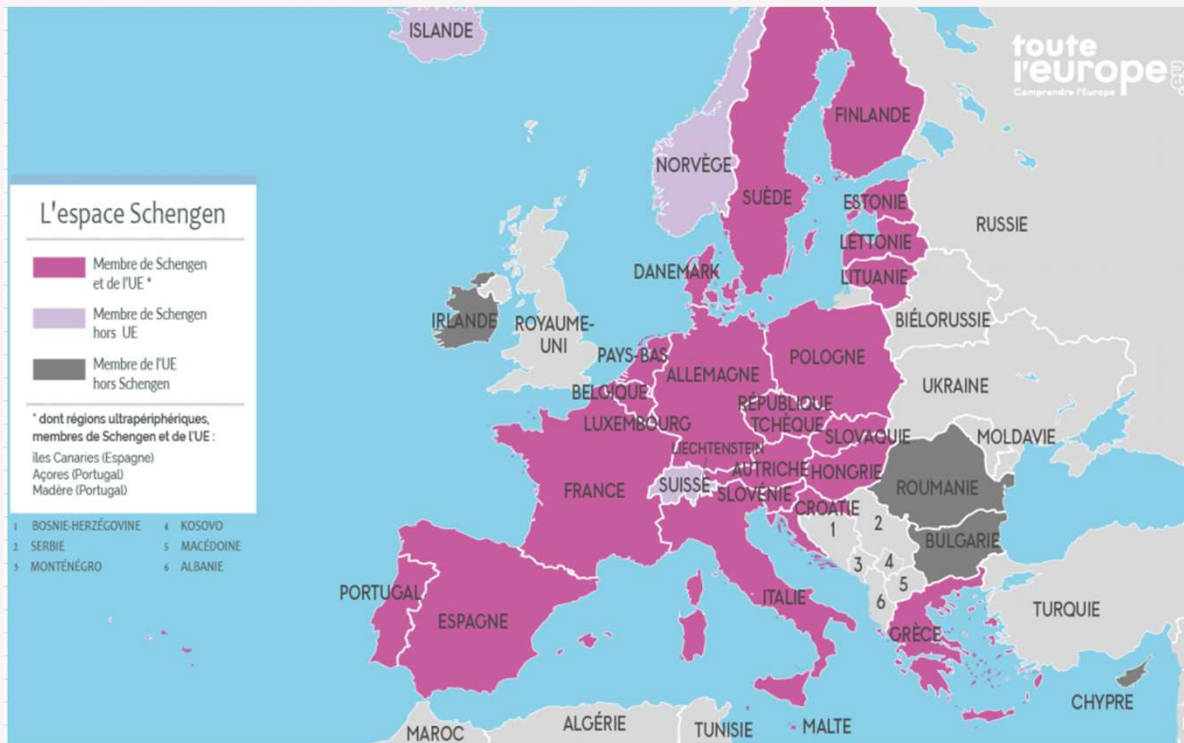 toute
l'europe.eu
Comprendre l'Europe
L'espace Schengen
Membre de Schengen
et de l'UE *
Membre de Schengen
hors UE
Membre de l'UE
hors Schengen
* dont régions ultrapériphériques,
membres de Schengen et de l'UE :
îles Canaries (Espagne)
Açores (Portugal)
Madère (Portugal)
1 BOSNIE-HERZÉGOVINE
2 SERBIE
3 MONTÉNÉGRO
4 KOSOVO
5 MACÉDOINE
6 ALBANIE
ISLANDE
FINLANDE
NORVÈGE
SUÈDE
ESTONIE
RUSSIE
LETTONIE
DANEMARK
LITUANIE
IRLANDE
ROYAUME-
UNI
BIÉLORUSSIE
PAYS-BAS
POLOGNE
ALLEMAGNE
UKRAINE
BELGIQUE
RÉPUBLIQUE
TCHÈQUE
LUXEMBOURG
SLOVAQUIE
MOLDAVIE
LIECHTENSTEIN
AUTRICHE
HONGRIE
SUISSE
FRANCE
SLOVÉNIE
ROUMANIE
CROATIE
1
2
BULGARIE
3
4
5
6
PORTUGAL
ESPAGNE
ITALIE
TURQUIE
GRÈCE
CHYPRE
MAROC
ALGÉRIE
TUNISIE
MALTE